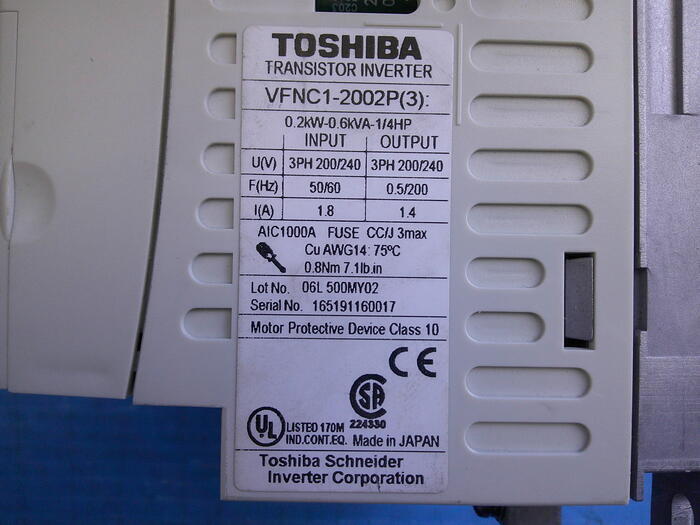 TOSHIBA
TRANSISTOR INVERTER
VFNC1-2002P(3):
0.2kW-0.6kVA-1/4HP
INPUT OUTPUT
U(V) 3PH 200/240 3PH 200/240
F(Hz) 50/60 0.5/200
I(A) 1.8 1.4
AIC1000A FUSE CC/J 3max
Cu AWG14: 75ºC
0.8Nm 7.1lb.in
Lot No. 06L 500MY02
Serial No. 165191160017
Motor Protective Device Class 10
CE
SA
224330
UL LISTED 170M
IND.CONT.EQ. Made in JAPAN
Toshiba Schneider
Inverter Corporation